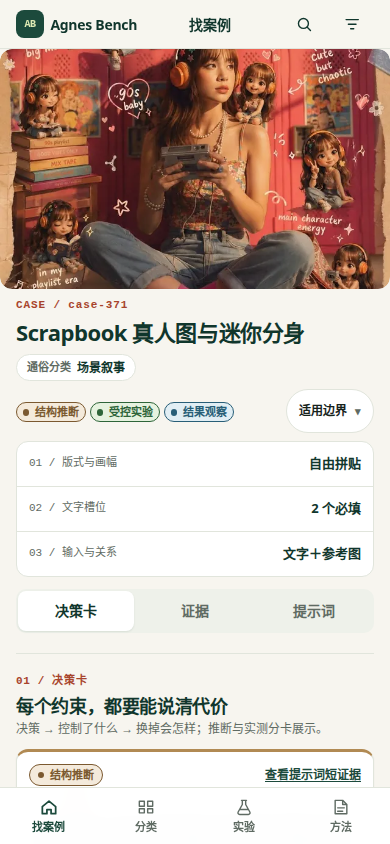 AB
Agnes Bench
找案例
big m
'90s
baby
cute
but
chaotic
90s playlist
MIX TAPE
main character
energy
in my
playlist era
CASE / case-371
Scrapbook 真人图与迷你分身
通俗分类 场景叙事
结构推断
受控实验
结果观察
适用边界 ▾
01 / 版式与画幅
自由拼贴
02 / 文字槽位
2 个必填
03 / 输入与关系
文字＋参考图
决策卡
证据
提示词
01 / 决策卡
每个约束，都要能说清代价
决策 → 控制了什么 → 换掉会怎样；推断与实测分卡展示。
结构推断
查看提示词短证据
找案例
分类
实验
方法